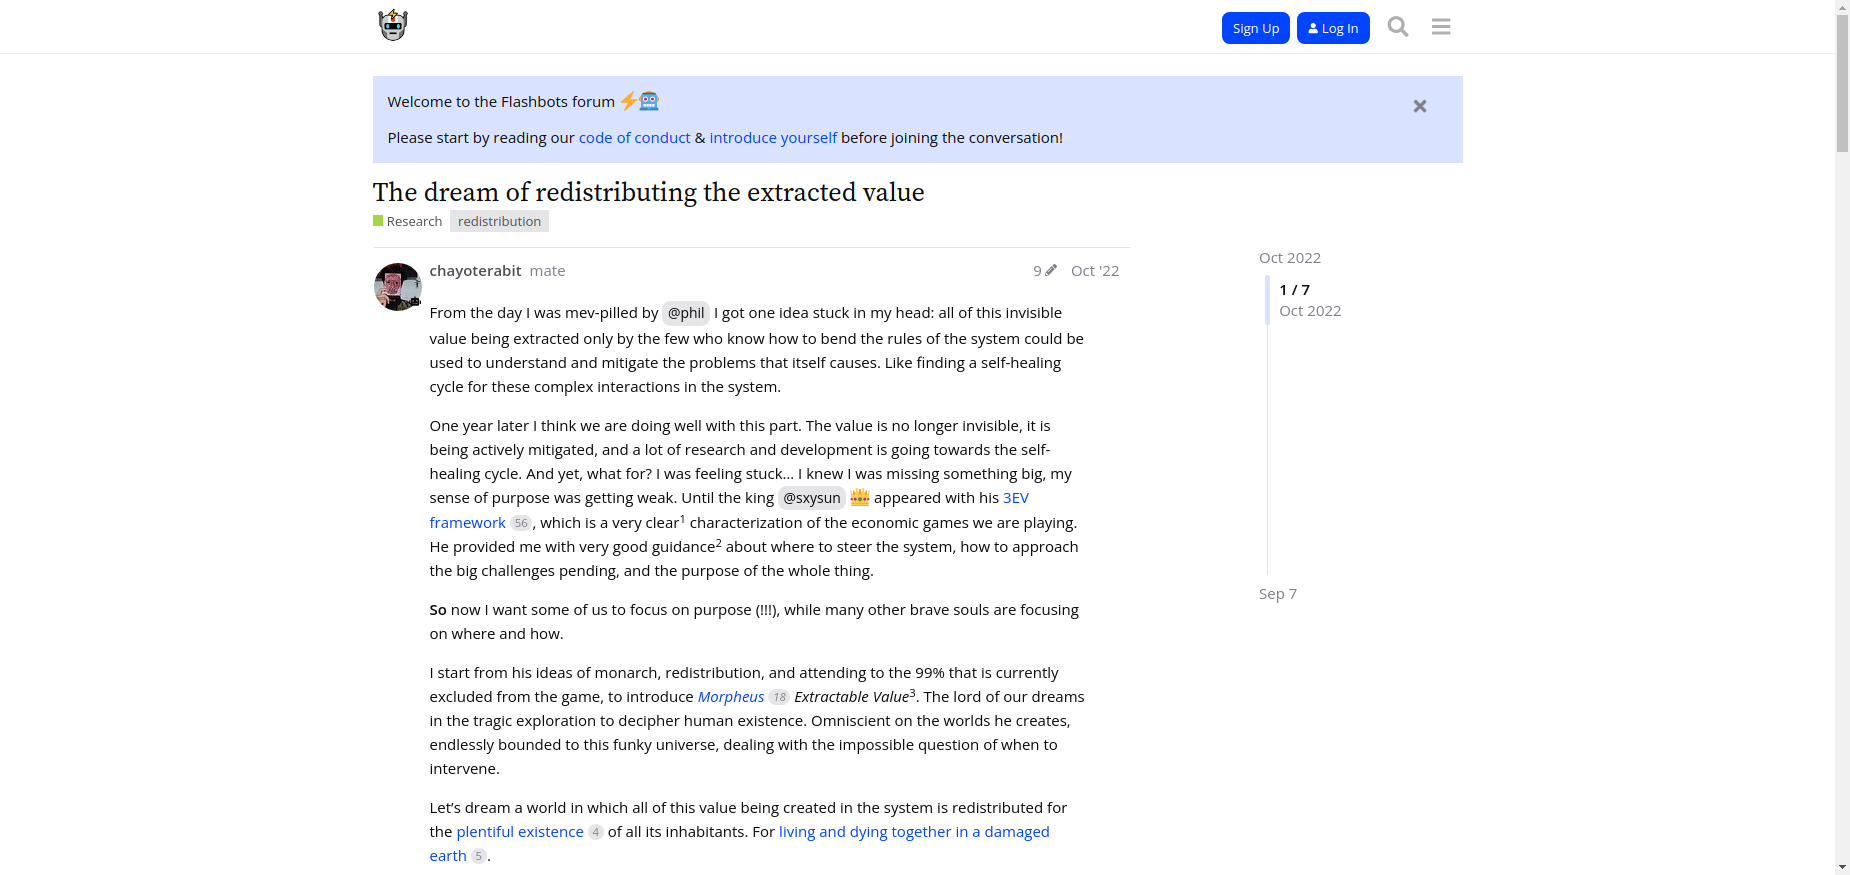 Sign Up
Log In
Welcome to the Flashbots forum
Please start by reading our code of conduct & introduce yourself before joining the conversation!
The dream of redistributing the extracted value
Research redistribution
chayoterabit mate 9 Oct '22
From the day I was mev-pilled by @phil I got one idea stuck in my head: all of this invisible
value being extracted only by the few who know how to bend the rules of the system could be
used to understand and mitigate the problems that itself causes. Like finding a self-healing
cycle for these complex interactions in the system.
One year later I think we are doing well with this part. The value is no longer invisible, it is
being actively mitigated, and a lot of research and development is going towards the self-
healing cycle. And yet, what for? I was feeling stuck… I knew I was missing something big, my
sense of purpose was getting weak. Until the king @sxysun appeared with his 3EV
framework 56, which is a very clear1 characterization of the economic games we are playing.
He provided me with very good guidance2 about where to steer the system, how to approach
the big challenges pending, and the purpose of the whole thing.
So now I want some of us to focus on purpose (!!!), while many other brave souls are focusing
on where and how.
I start from his ideas of monarch, redistribution, and attending to the 99% that is currently
excluded from the game, to introduce Morpheus 18 Extractable Value3. The lord of our dreams
in the tragic exploration to decipher human existence. Omniscient on the worlds he creates,
endlessly bounded to this funky universe, dealing with the impossible question of when to
intervene.
Let's dream a world in which all of this value being created in the system is redistributed for
the plentiful existence 4 of all its inhabitants. For living and dying together in a damaged
earth 5.
Oct 2022
1 / 7
Oct 2022
Sep 7